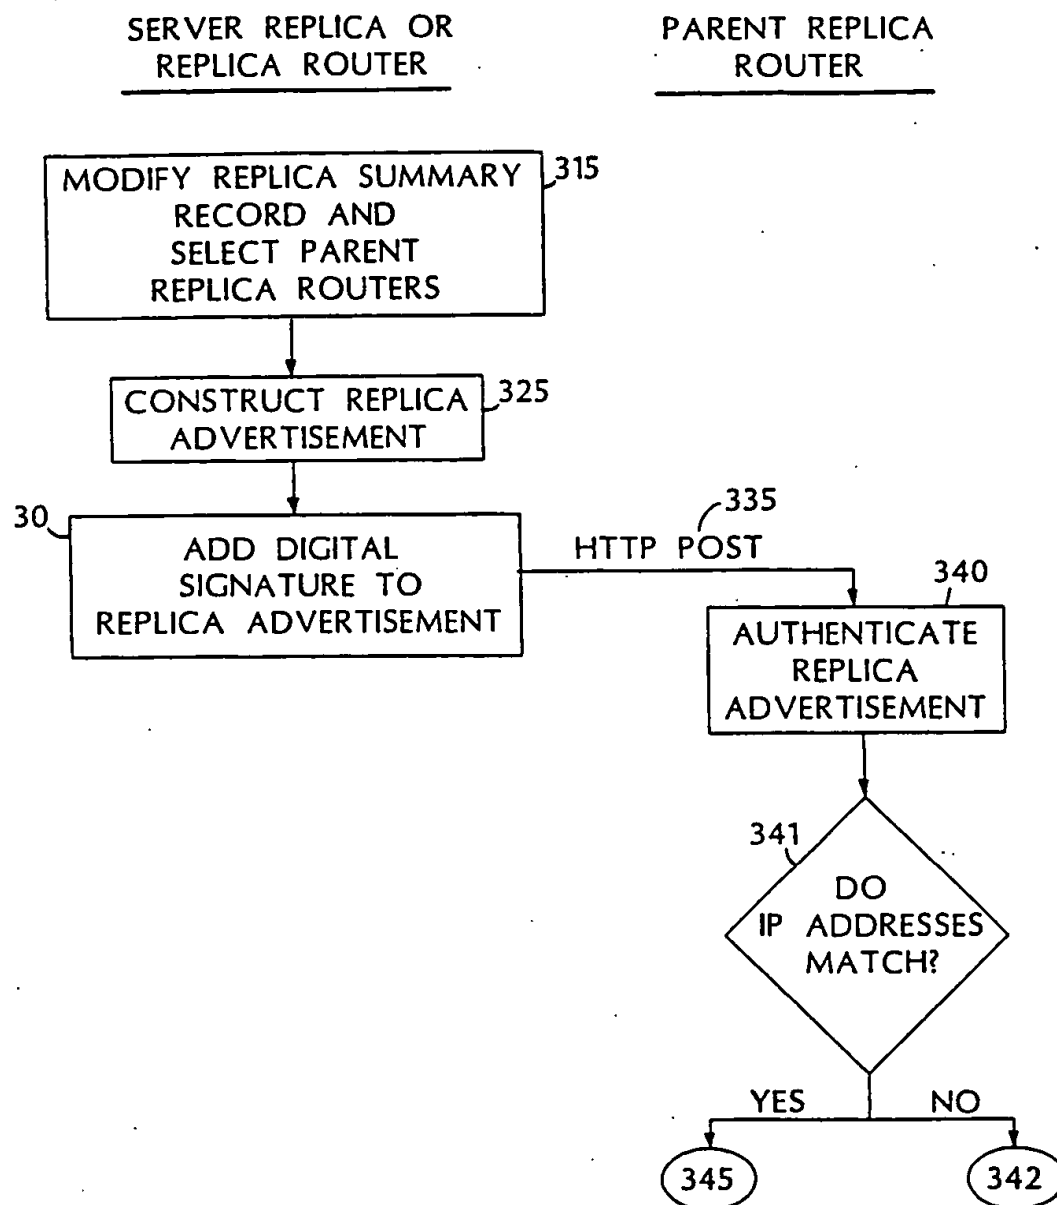 SERVER REPLICA OR
REPLICA ROUTER
PARENT REPLICA
ROUTER
MODIFY REPLICA SUMMARY
RECORD AND
SELECT PARENT
REPLICA ROUTERS
315
CONSTRUCT REPLICA
ADVERTISEMENT
325
30
ADD DIGITAL
SIGNATURE TO
REPLICA ADVERTISEMENT
335
HTTP POST
340
AUTHENTICATE
REPLICA
ADVERTISEMENT
341
DO
IP ADDRESSES
MATCH?
YES
NO
345
342